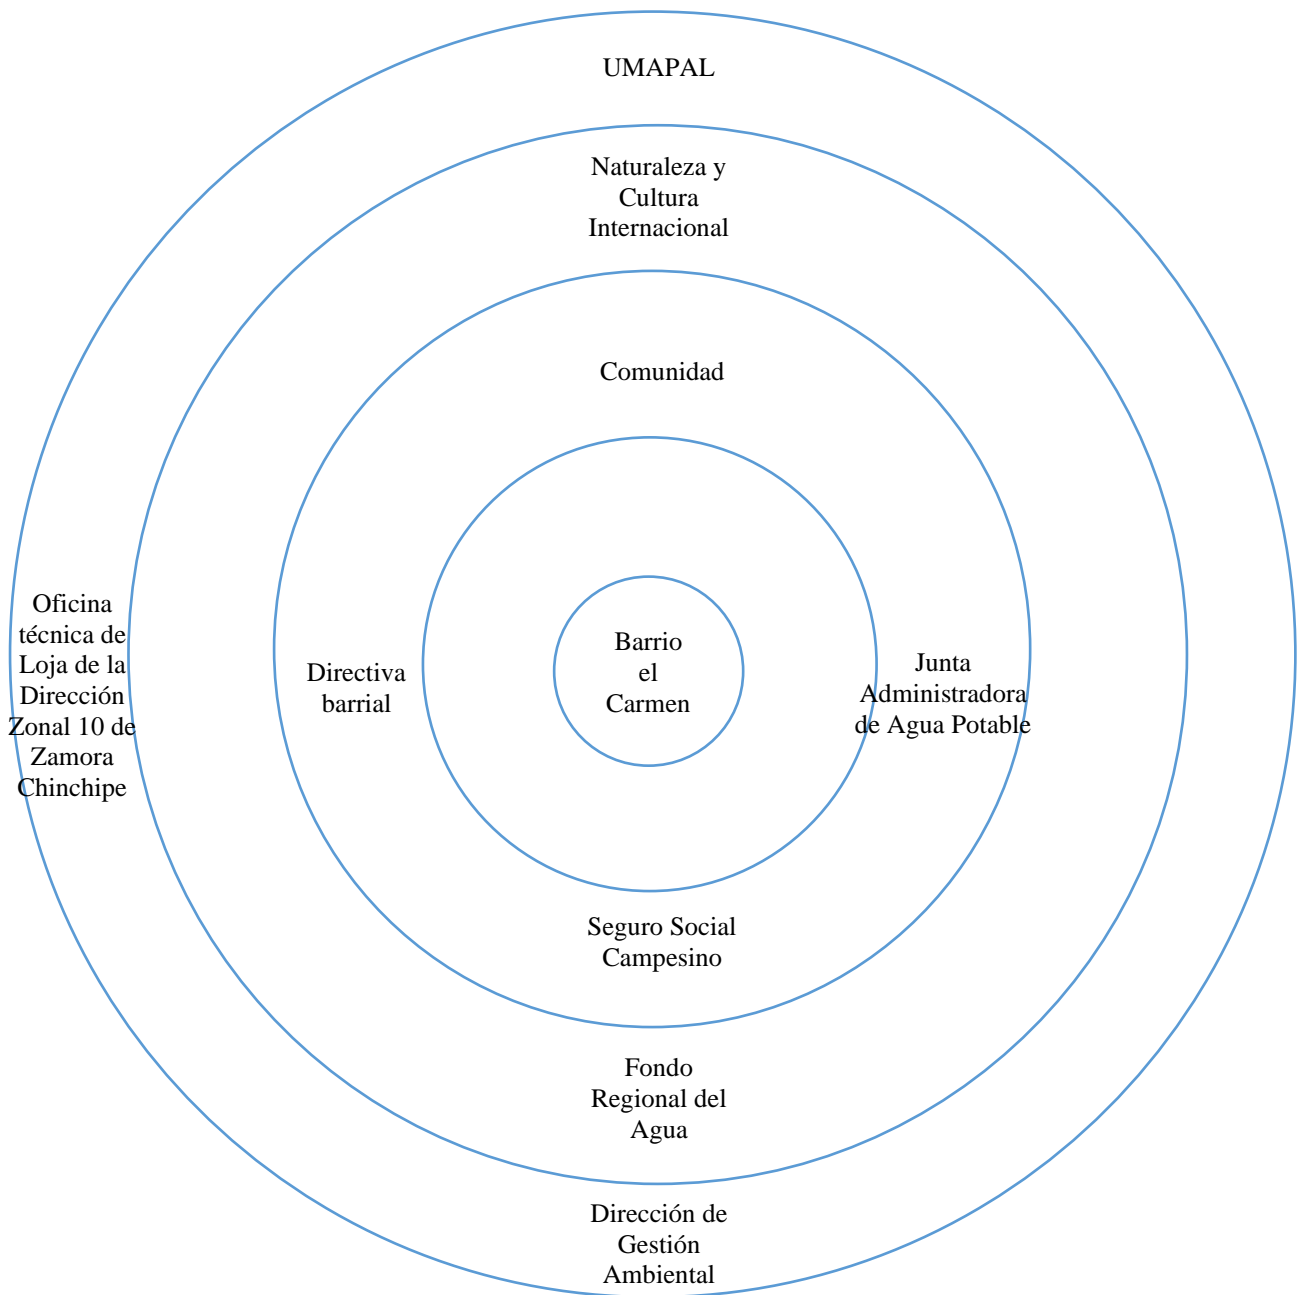 UMAPAL
Naturaleza y
Cultura
Internacional
Comunidad
Oficina
técnica de
Loja de la
Dirección
Zonal 10 de
Zamora
Chinchipe
Directiva
barrial
Barrio
el
Carmen
Junta
Administradora
de Agua Potable
Seguro Social
Campesino
Fondo
Regional del
Agua
Dirección de
Gestión
Ambiental